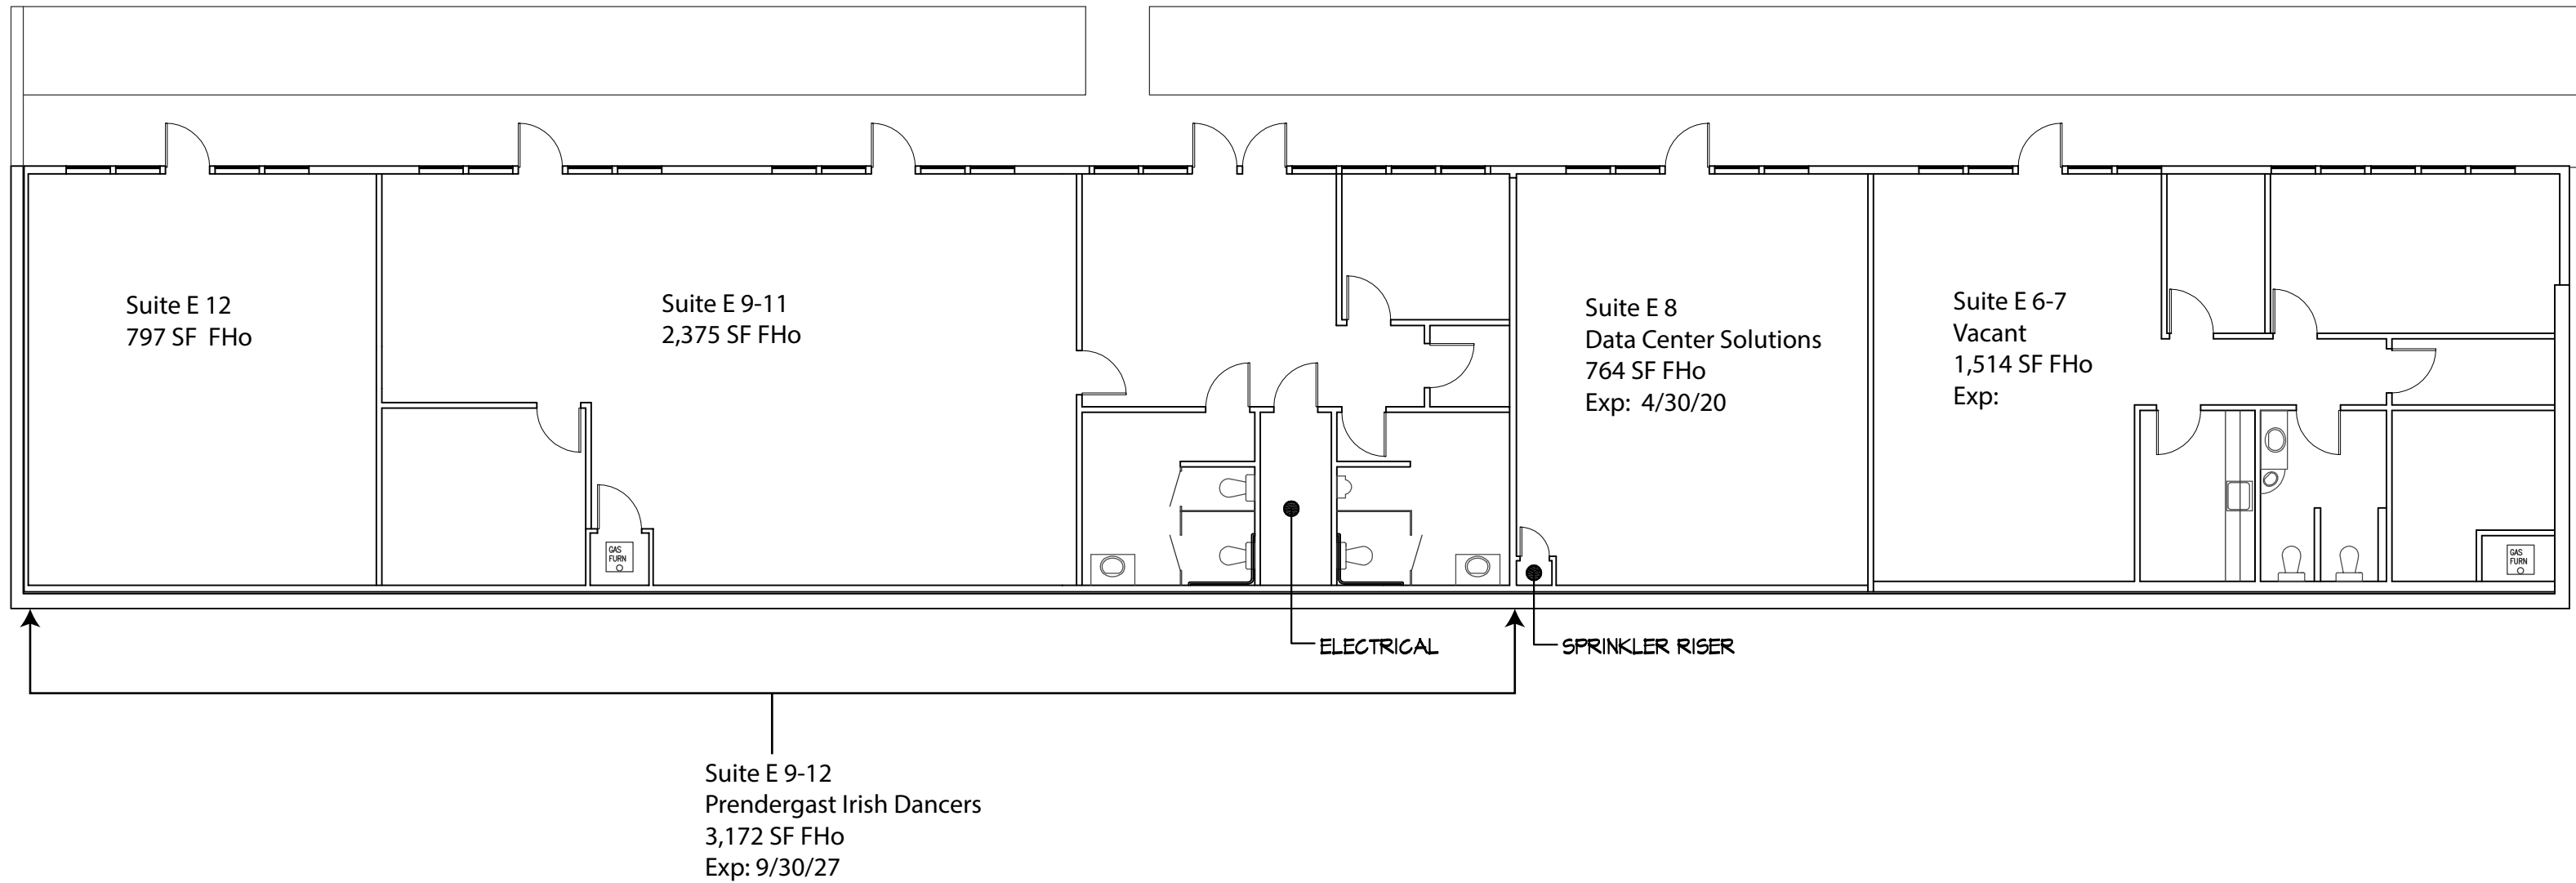 Suite E 12
797 SF  FHo
Suite E 9-11
2,375 SF FHo
Suite E 8
Data Center Solutions
764 SF FHo
Exp:  4/30/20
Suite E 6-7
Vacant
1,514 SF FHo
Exp:
GAS
FURN
GAS
FURN
ELECTRICAL
SPRINKLER RISER
Suite E 9-12
Prendergast Irish Dancers
3,172 SF FHo
Exp: 9/30/27